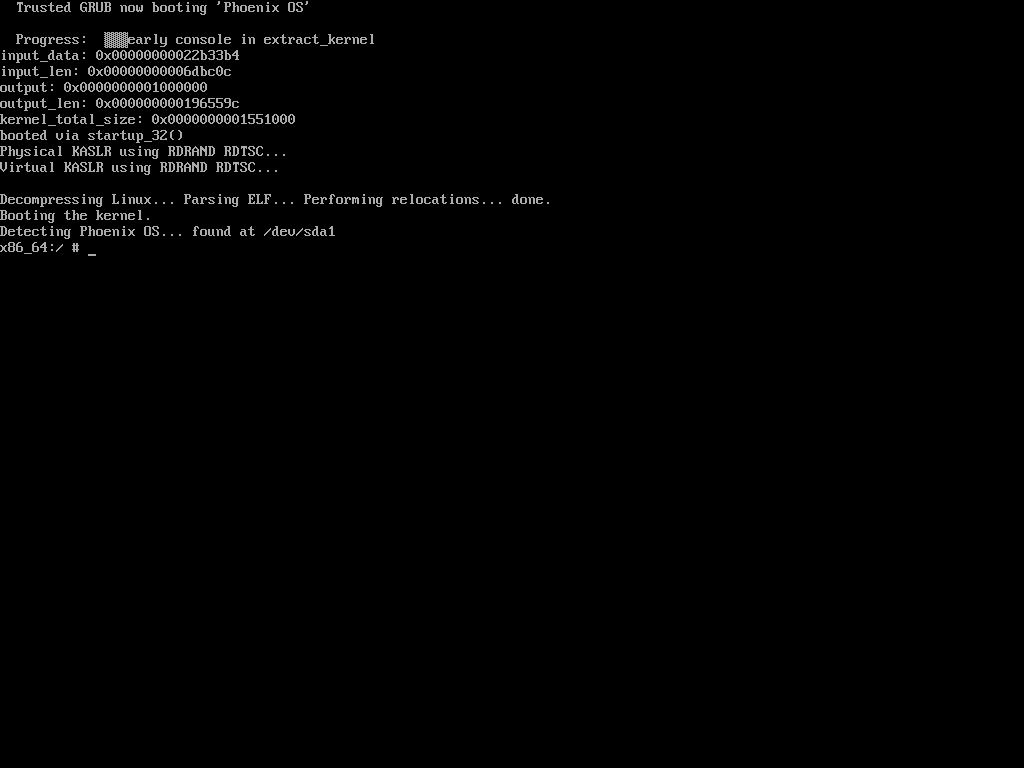 Trusted GRUB now booting 'Phoenix OS'
Progress: ▒▒▒early console in extract_kernel
input_data: 0x00000000022b33b4
input_len: 0x00000000006dbc0c
output: 0x0000000001000000
output_len: 0x000000000196559c
kernel_total_size: 0x0000000001551000
booted via startup_32()
Physical KASLR using RDRAND RDTSC...
Virtual KASLR using RDRAND RDTSC...
Decompressing Linux... Parsing ELF... Performing relocations... done.
Booting the kernel.
Detecting Phoenix OS... found at /dev/sda1
x86_64:/ # _